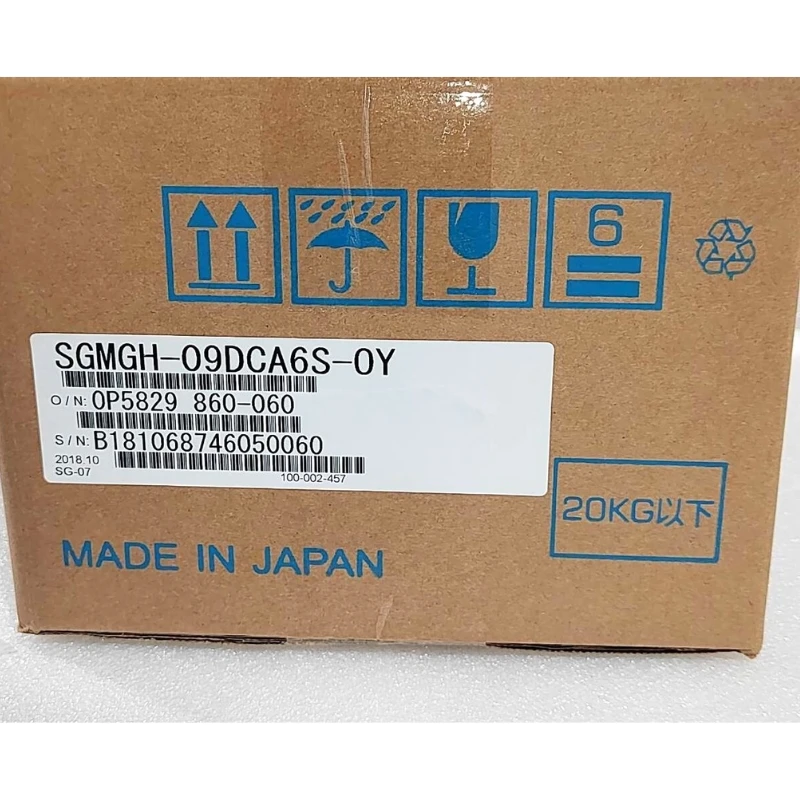 6
SGMGH-09DCA6S-0Y
O/N: 0P5829 860-060
S/N: B181068746050060
2018.10
SG-07
100-002-457
20KG以下
MADE IN JAPAN